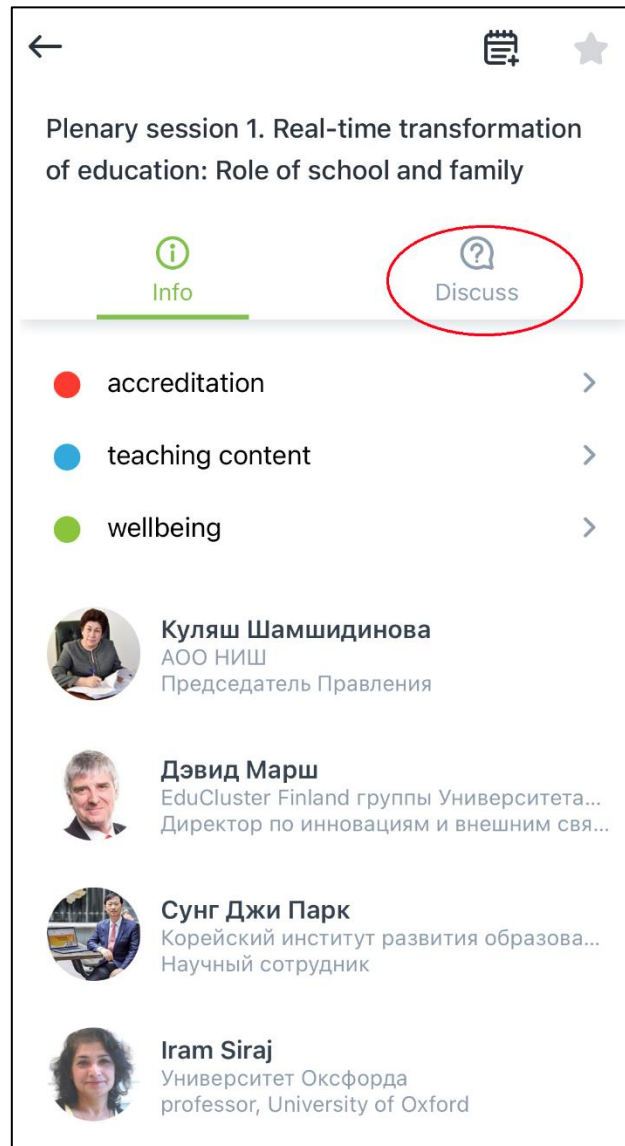 Plenary session 1. Real-time transformation
of education: Role of school and family
Info
Discuss
accreditation
teaching content
wellbeing
Куляш Шамшидинова
АОО НИШ
Председатель Правления
Дэвид Марш
EduCluster Finland группы Университета...
Директор по инновациям и внешним свя...
Сунг Джи Парк
Корейский институт развития образова...
Научный сотрудник
Iram Siraj
Университет Оксфорда
professor, University of Oxford